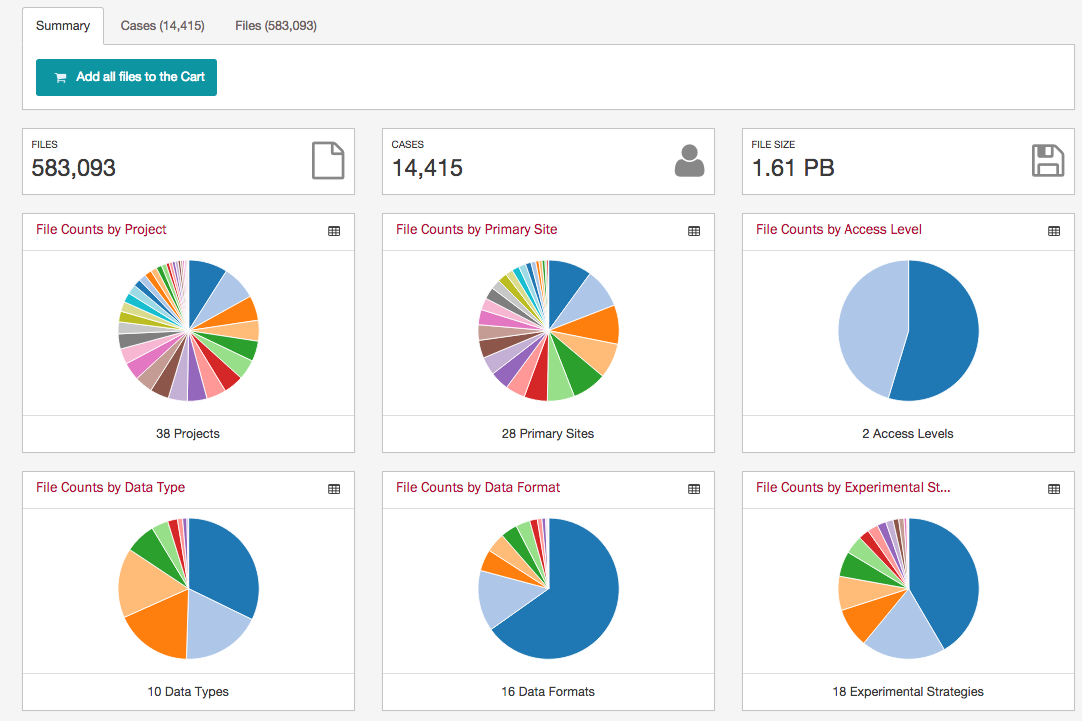 Summary
Cases (14,415)
Files (583,093)
Add all files to the Cart
FILES
583,093
CASES
14,415
FILE SIZE
1.61 PB
File Counts by Project
38 Projects
File Counts by Primary Site
28 Primary Sites
File Counts by Access Level
2 Access Levels
File Counts by Data Type
10 Data Types
File Counts by Data Format
16 Data Formats
File Counts by Experimental St...
18 Experimental Strategies